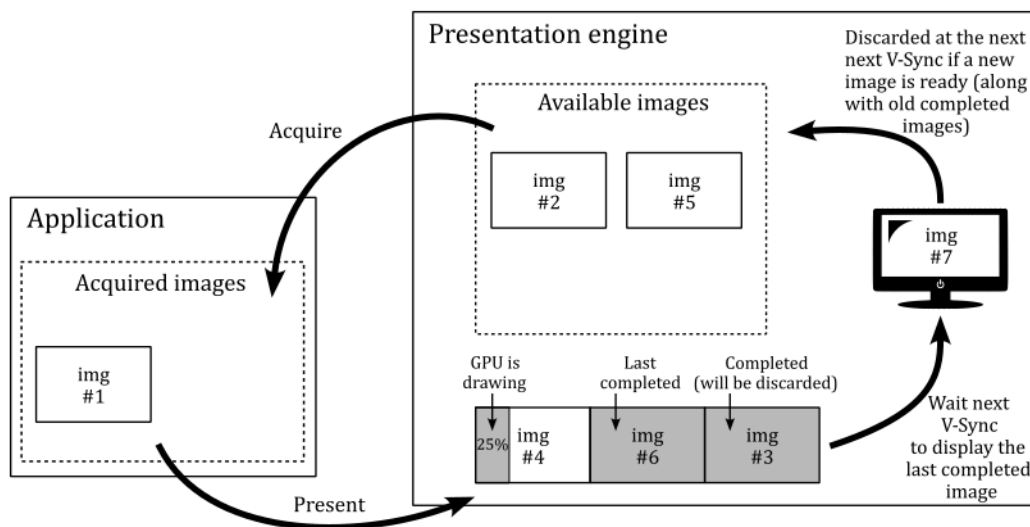 Presentation engine
Discarded at the next
next V-Sync if a new
image is ready (along
with old completed
images)
Available images
Acquire
img
#2
img
#5
Application
img
#7
Acquired images
img
#1
GPU is
drawing
Last
completed
Completed
(will be discarded)
25%
img
#4
img
#6
img
#3
Wait next
V-Sync
to display the
last completed
image
Present